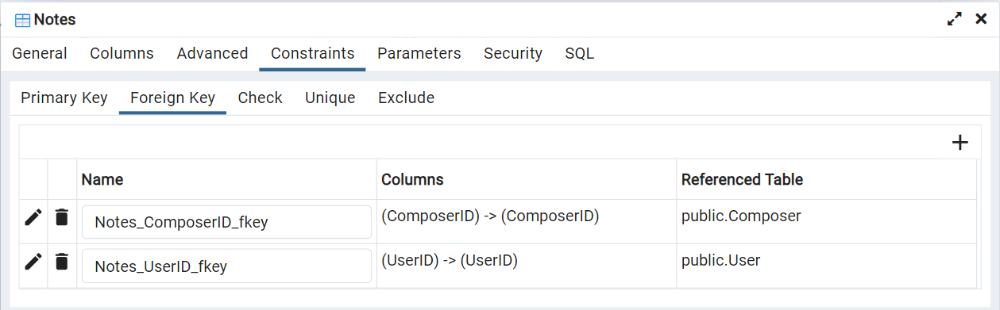 Notes
General Columns Advanced Constraints Parameters Security SQL
Primary Key Foreign Key Check Unique Exclude
Name Columns Referenced Table
Notes_ComposerID_fkey (ComposerID) -> (ComposerID) public.Composer
Notes_UserID_fkey (UserID) -> (UserID) public.User